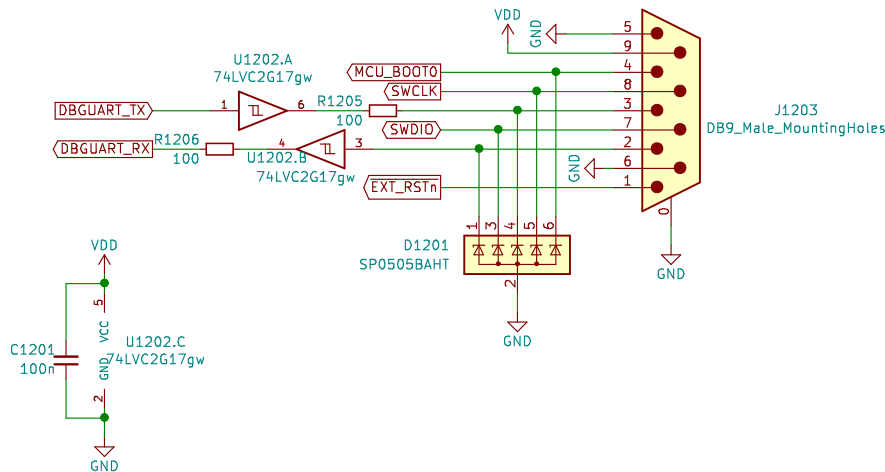 VDD
GND
5
9
U1202.A
74LVC2G17gw
MCU_BOOT0
4
SWCLK
8
DBGUART_TX
1
6
R1205
100
3
J1203
DB9_Male_MountingHoles
SWDIO
7
DBGUART_RX
R1206
100
4
3
2
U1202.B
74LVC2G17gw
GND
6
EXT_RSTn
1
0
1
3
4
5
6
D1201
SP0505BAHT
2
GND
GND
VDD
5
VCC
U1202.C
74LVC2G17gw
C1201
100n
GND
2
GND